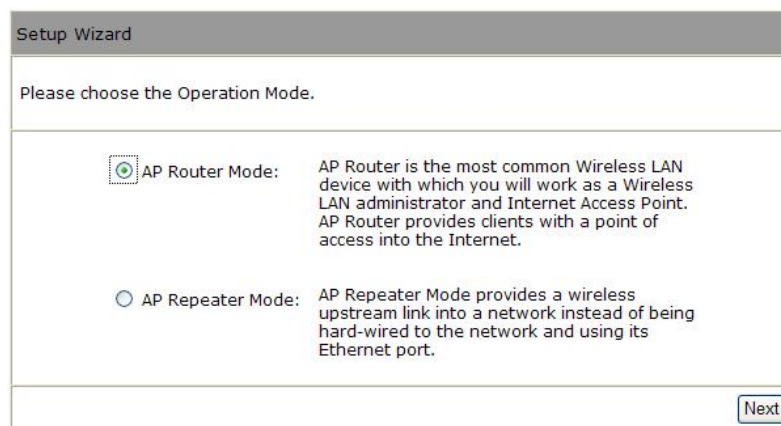 Setup Wizard
Please choose the Operation Mode.
AP Router Mode:
AP Router is the most common Wireless LAN
device with which you will work as a Wireless
LAN administrator and Internet Access Point.
AP Router provides clients with a point of
access into the Internet.
AP Repeater Mode:
AP Repeater Mode provides a wireless
upstream link into a network instead of being
hard-wired to the network and using its
Ethernet port.
Next